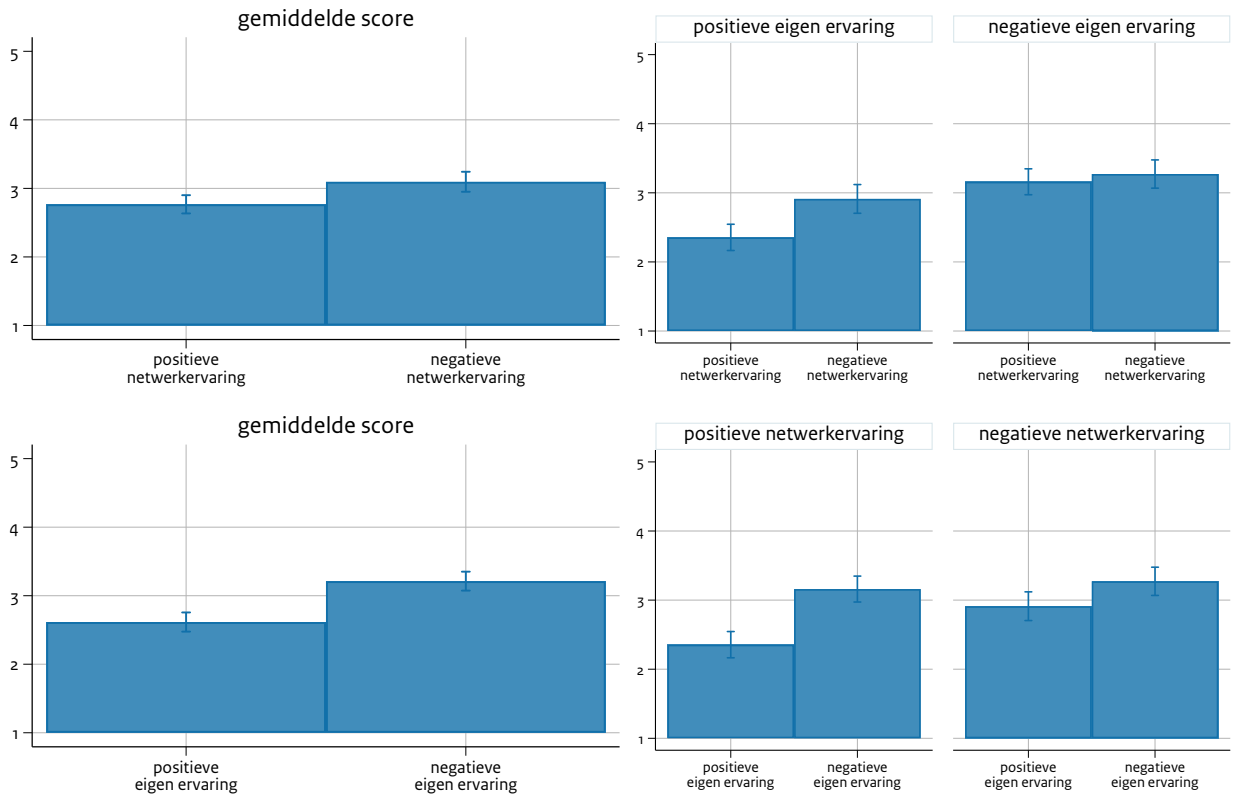 gemiddelde score
5
4
3
2
1
positieve
netwerkervaring
negatieve
netwerkervaring
positieve eigen ervaring
negatieve eigen ervaring
5
4
3
2
1
positieve
netwerkervaring
negatieve
netwerkervaring
positieve
netwerkervaring
negatieve
netwerkervaring
gemiddelde score
5
4
3
2
1
positieve
eigen ervaring
negatieve
eigen ervaring
positieve netwerkervaring
negatieve netwerkervaring
5
4
3
2
1
positieve
eigen ervaring
negatieve
eigen ervaring
positieve
eigen ervaring
negatieve
eigen ervaring